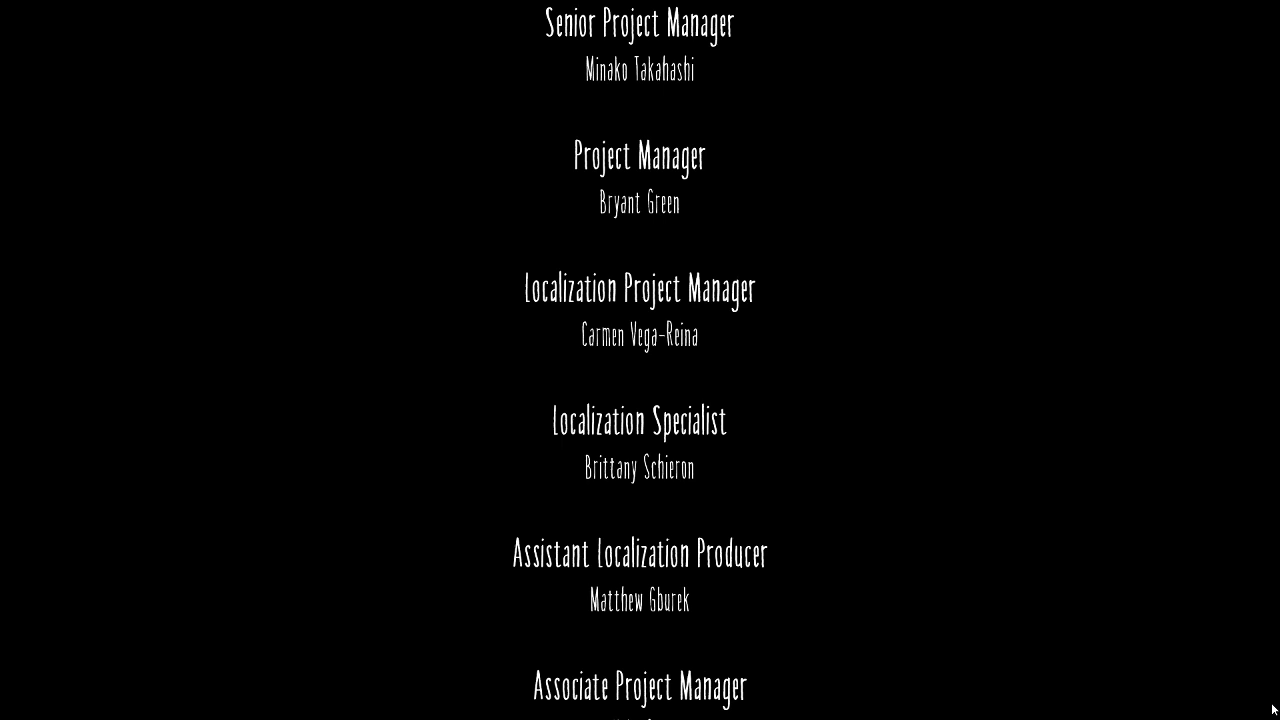 Senior Project Manager
Minako Takahashi
Project Manager
Bryant Green
Localization Project Manager
Carmen Vega-Reina
Localization Specialist
Brittany Schieron
Assistant Localization Producer
Matthew Gburek
Associate Project Manager